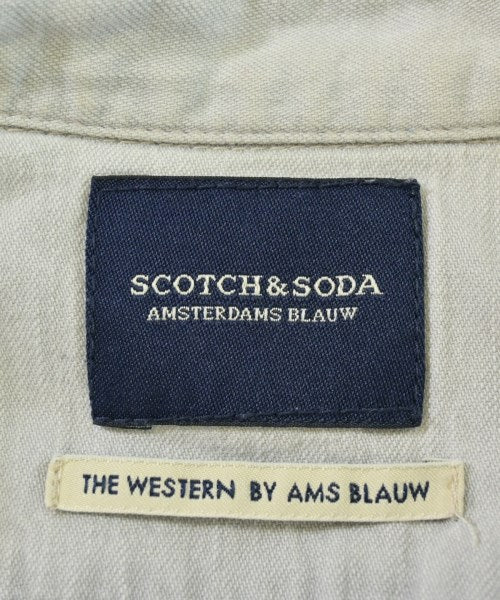 SCOTCH & SODA
AMSTERDAMS BLAUW
THE WESTERN BY AMS BLAUW